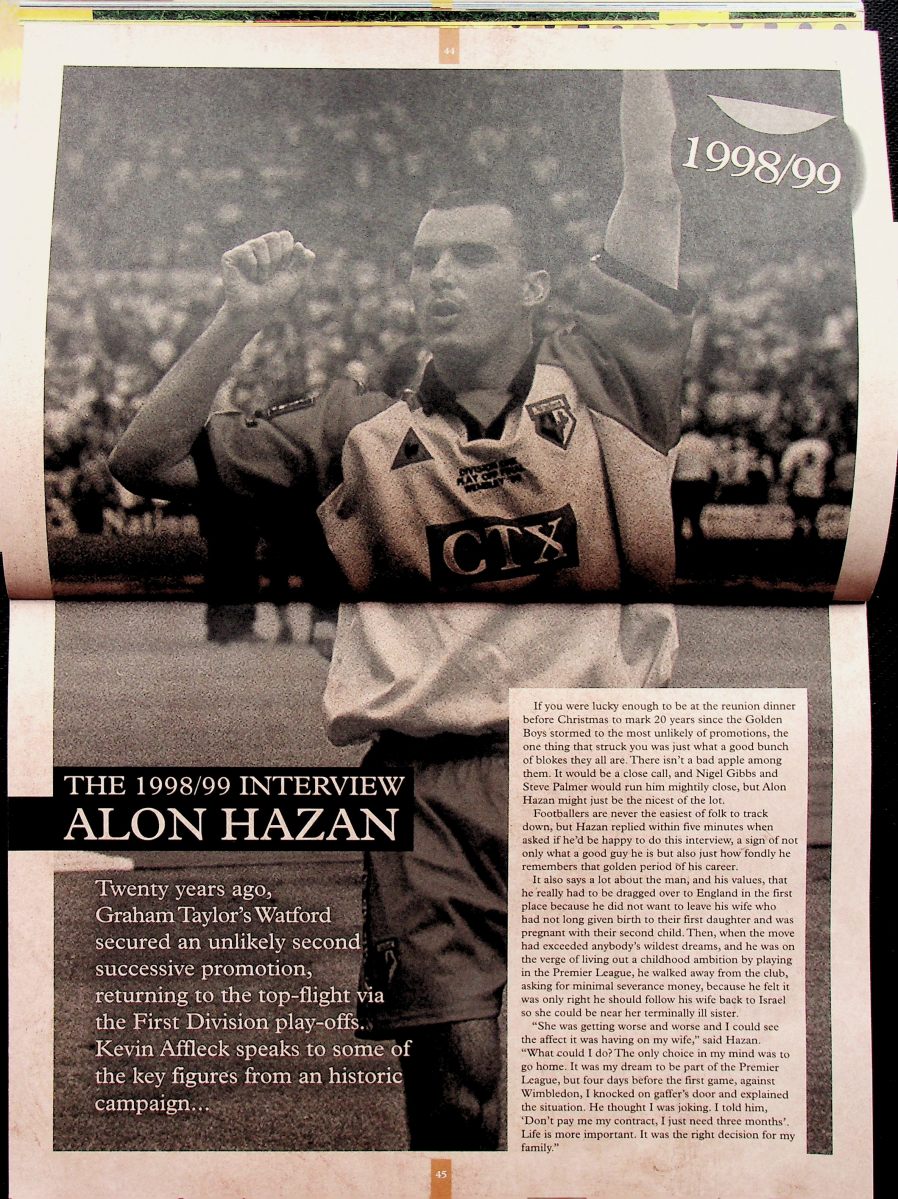 44
1998/99
DIVISION ONE
PLAY OFF FINAL
WEMBLEY '99
CTX
Nation
THE 1998/99 INTERVIEW
ALON HAZAN
Twenty years ago,
Graham Taylor's Watford
secured an unlikely second
successive promotion,
returning to the top-flight via
the First Division play-offs.
Kevin Affleck speaks to some of
the key figures from an historic
campaign...
If you were lucky enough to be at the reunion dinner
before Christmas to mark 20 years since the Golden
Boys stormed to the most unlikely of promotions, the
one thing that struck you was just what a good bunch
of blokes they all are. There isn't a bad apple among
them. It would be a close call, and Nigel Gibbs and
Steve Palmer would run him mightily close, but Alon
Hazan might just be the nicest of the lot.
Footballers are never the easiest of folk to track
down, but Hazan replied within five minutes when
asked if he'd be happy to do this interview, a sign of not
only what a good guy he is but also just how fondly he
remembers that golden period of his career.
It also says a lot about the man, and his values, that
he really had to be dragged over to England in the first
place because he did not want to leave his wife who
had not long given birth to their first daughter and was
pregnant with their second child. Then, when the move
had exceeded anybody's wildest dreams, and he was on
the verge of living out a childhood ambition by playing
in the Premier League, he walked away from the club,
asking for minimal severance money, because he felt it
was only right he should follow his wife back to Israel
so she could be near her terminally ill sister.
"She was getting worse and worse and I could see
the affect it was having on my wife," said Hazan.
"What could I do? The only choice in my mind was to
go home. It was my dream to be part of the Premier
League, but four days before the first game, against
Wimbledon, I knocked on gaffer's door and explained
the situation. He thought I was joking. I told him,
'Don't pay me my contract, I just need three months'.
Life is more important. It was the right decision for my
family."
45